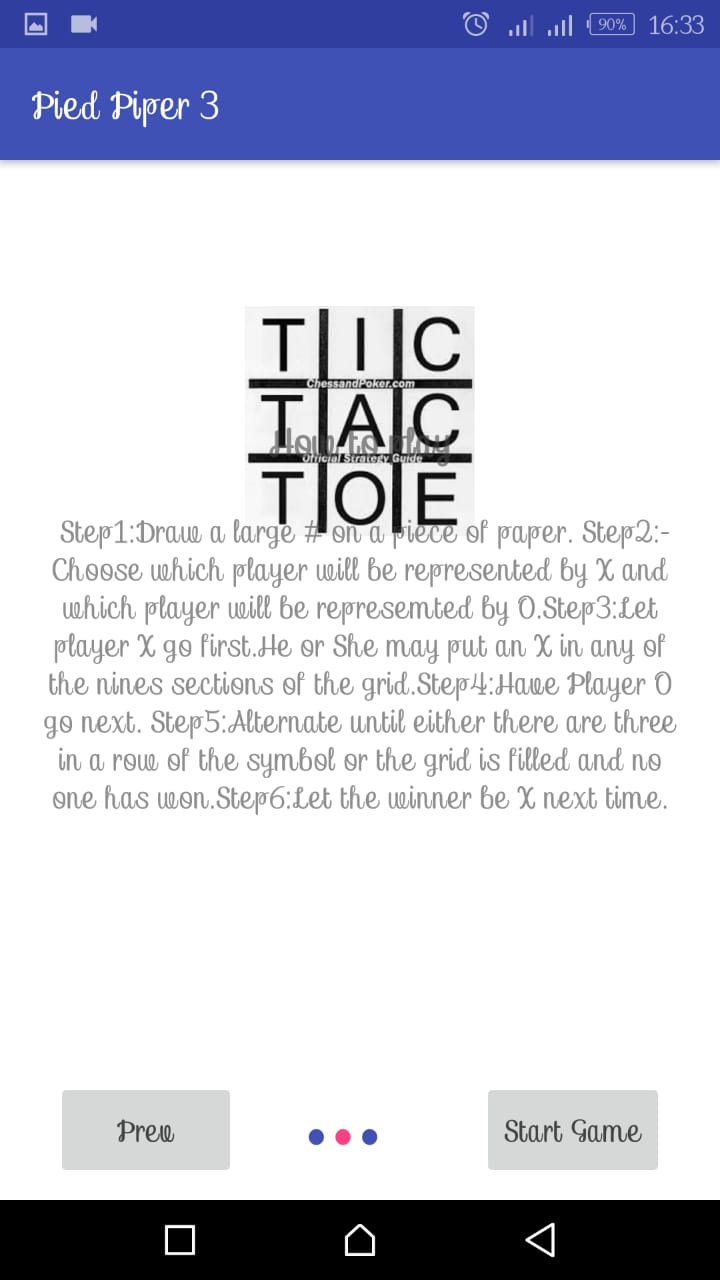 90% 16:33
Pied Piper 3
T I C
ChessandPoker.com
T A C
How to play
Official Strategy Guide
T O E
Step1:Draw a large # on a piece of paper. Step2:-
Choose which player will be represented by X and
which player will be represemted by O.Step3:Let
player X go first.He or She may put an X in any of
the nines sections of the grid.Step4:Have Player O
go next. Step5:Alternate until either there are three
in a row of the symbol or the grid is filled and no
one has won.Step6:Let the winner be X next time.
Prev
Start Game